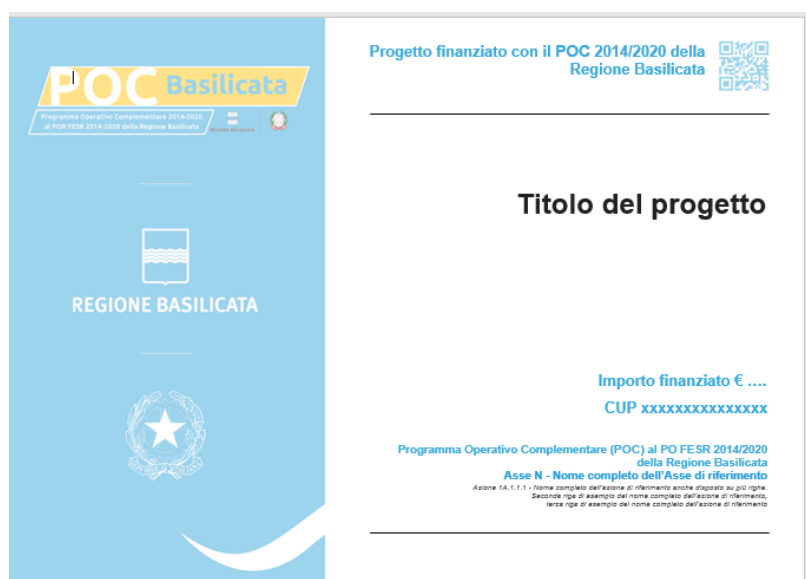 POC Basilicata
Programma Operativo Complementare 2014-2020
al POR FESR 2014-2020 della Regione Basilicata
REGIONE BASILICATA
REGIONE BASILICATA
REPVBBLICA ITALIANA
Progetto finanziato con il POC 2014/2020 della
Regione Basilicata
Titolo del progetto
Importo finanziato € ....
CUP xxxxxxxxxxxxxxx
Programma Operativo Complementare (POC) al PO FESR 2014/2020
della Regione Basilicata
Asse N - Nome completo dell'Asse di riferimento
Azione 1A.1.1.1 - Nome completo dell'azione di riferimento anche disposto su più righe.
Seconda riga di esempio del nome completo dell'azione di riferimento,
terza riga di esempio del nome completo dell'azione di riferimento